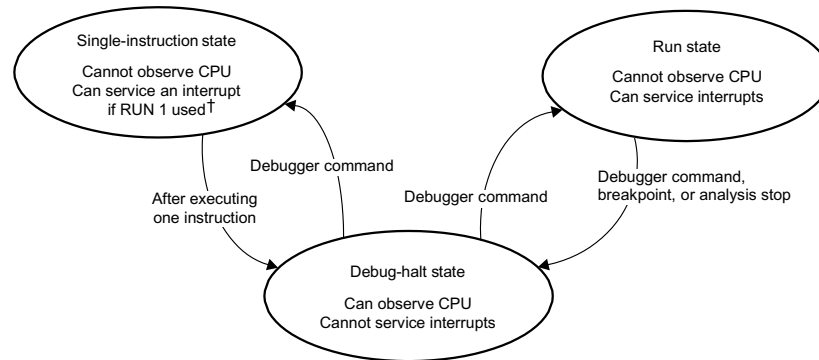 Single-instruction state
Cannot observe CPU
Can service an interrupt
if RUN 1 used†
Run state
Cannot observe CPU
Can service interrupts
Debugger command
After executing
one instruction
Debugger command
Debugger command,
breakpoint, or analysis stop
Debug-halt state
Can observe CPU
Cannot service interrupts